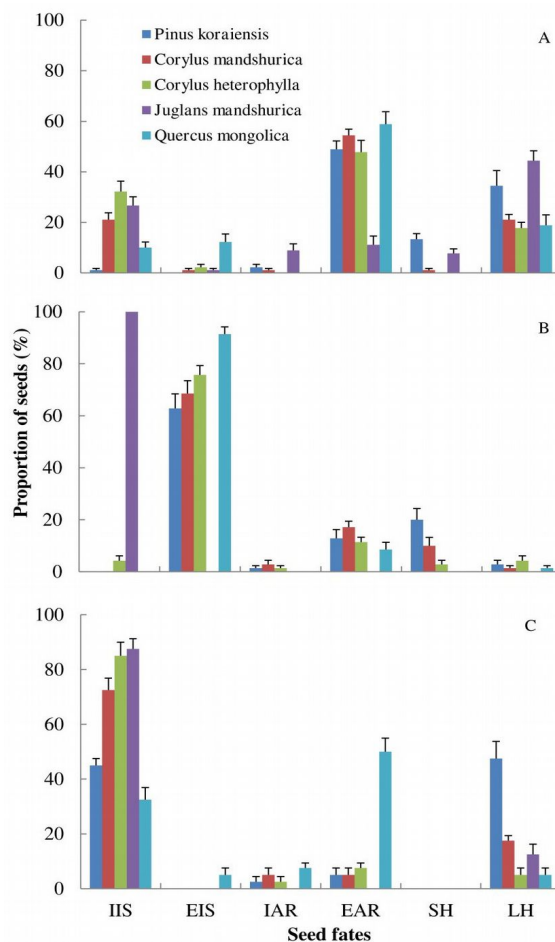 100
80
60
40
20
0
A
Pinus koraiensis
Corylus mandshurica
Corylus heterophylla
Juglans mandshurica
Quercus mongolica
Proportion of seeds (%)
100
80
60
40
20
0
B
100
80
60
40
20
0
C
IIS EIS IAR EAR SH LH
Seed fates